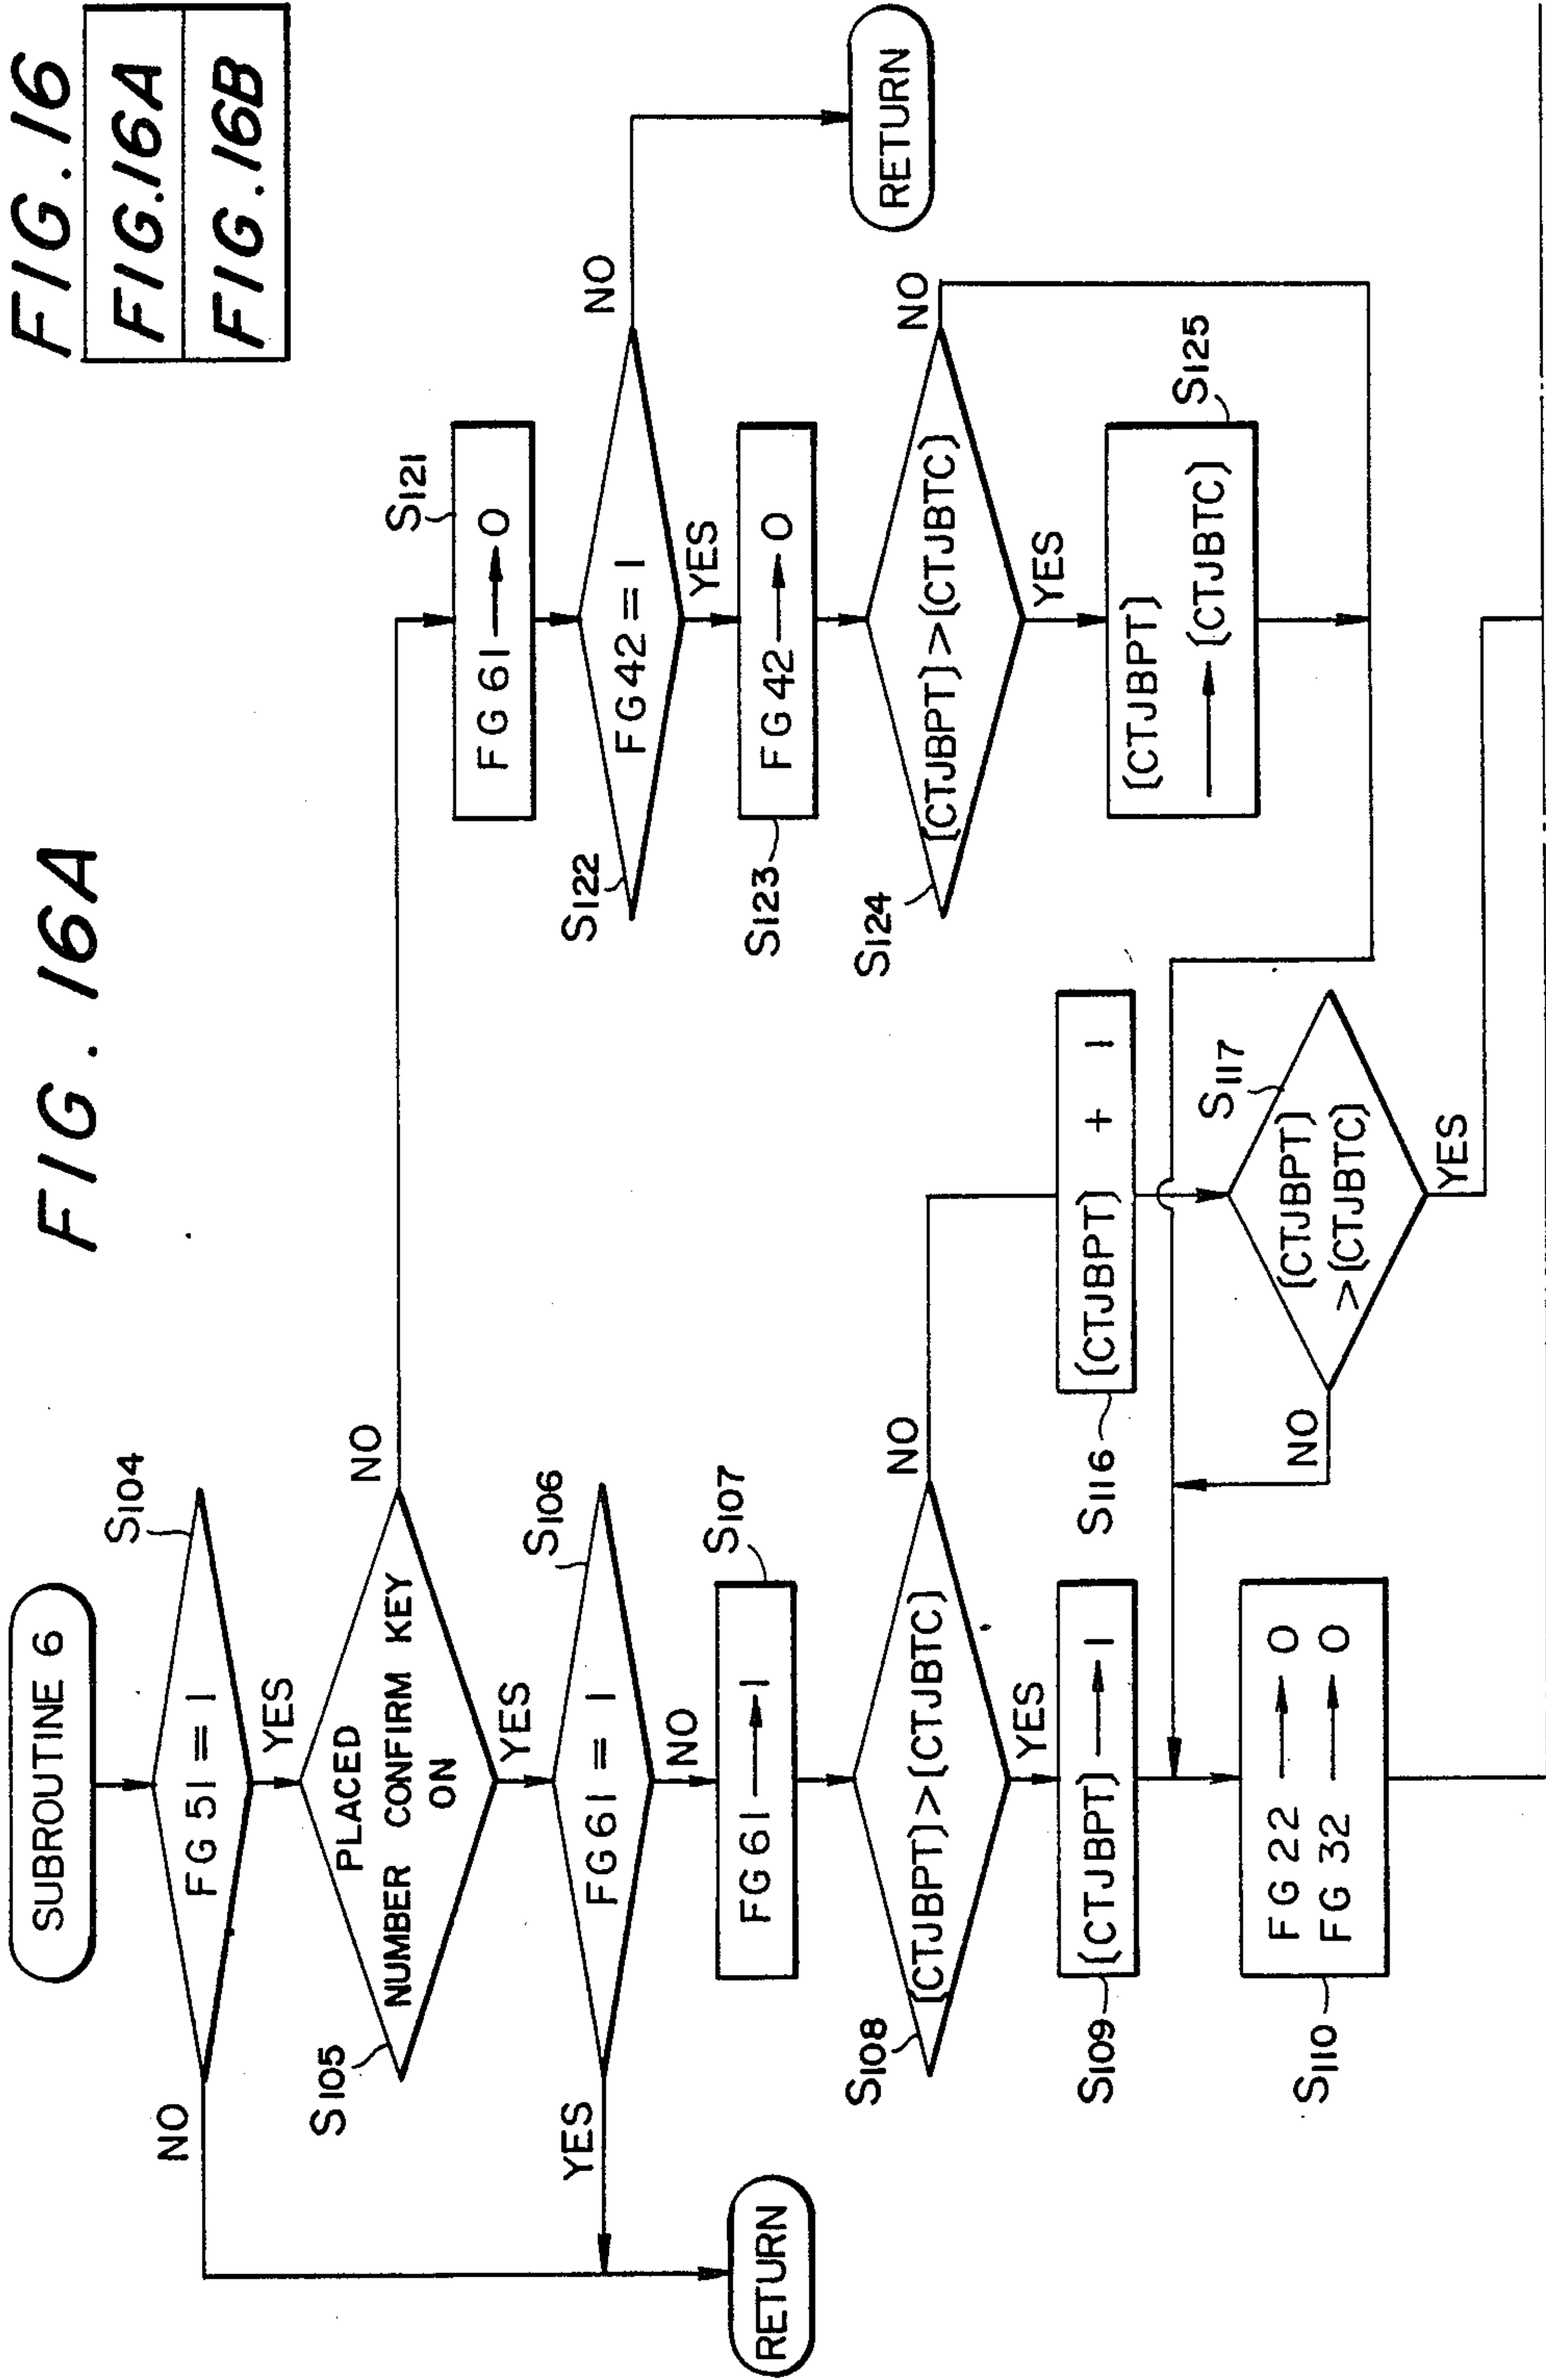 FIG. 16
FIG. 16A
FIG. 16B
FIG. 16A
SUBROUTINE 6
S104
FG 51 = 1
NO
YES
S105
PLACED
NUMBER CONFIRM KEY
ON
NO
YES
S106
FG 61 = 1
YES
NO
RETURN
S107
FG 61 → 1
S108
(CTJBPT) > (CTJBTC)
NO
YES
S109
(CTJBPT) → 1
S110
FG 22 → 0
FG 32 → 0
S116
(CTJBPT) + 1
S117
(CTJBPT)
> (CTJBTC)
NO
YES
S121
FG 61 → 0
S122
FG 42 = 1
NO
YES
RETURN
S123
FG 42 → 0
S124
(CTJBPT) > (CTJBTC)
NO
YES
S125
(CTJBPT)
→ (CTJBTC)